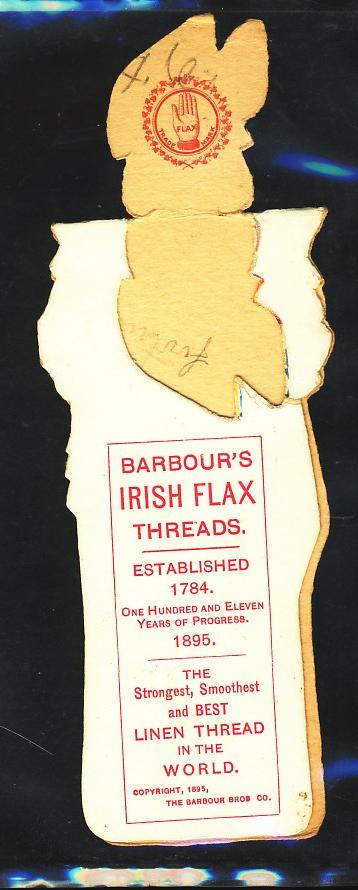 FLAX
TRADE MARK
BARBOUR'S
IRISH FLAX
THREADS.
ESTABLISHED
1784.
ONE HUNDRED AND ELEVEN
YEARS OF PROGRESS.
1895.
THE
Strongest, Smoothest
and BEST
LINEN THREAD
IN THE
WORLD.
COPYRIGHT, 1895,
THE BARBOUR BROS CO.